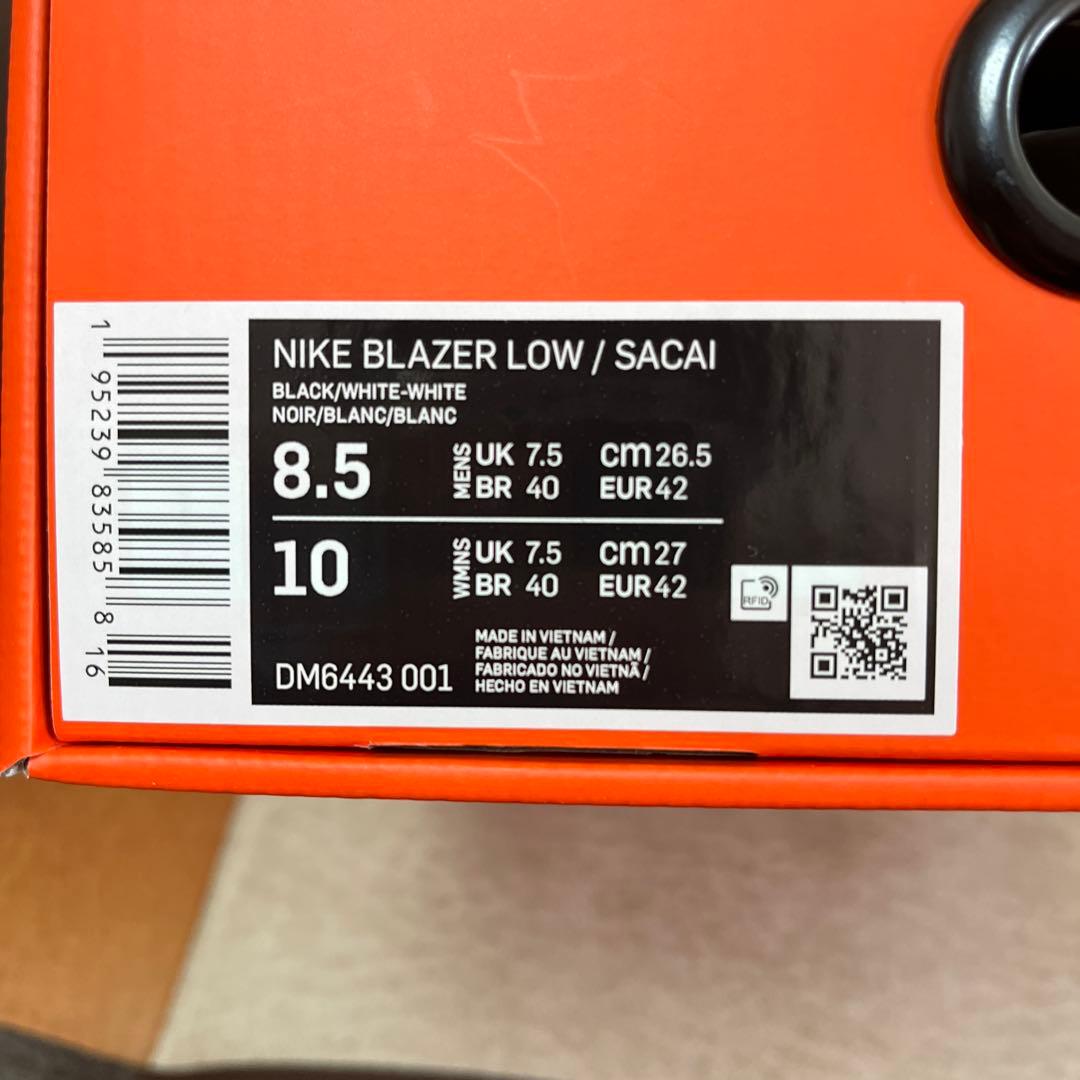 NIKE BLAZER LOW / SACAI
BLACK/WHITE-WHITE
NOIR/BLANC/BLANC
8.5 MENS UK 7.5 cm 26.5
BR 40 EUR 42
10 WMNS UK 7.5 cm 27
BR 40 EUR 42
MADE IN VIETNAM /
FABRIQUE AU VIETNAM /
FABRICADO NO VIETNÃ /
HECHO EN VIETNAM
DM6443 001
RFID
1 95239 83585 8 16